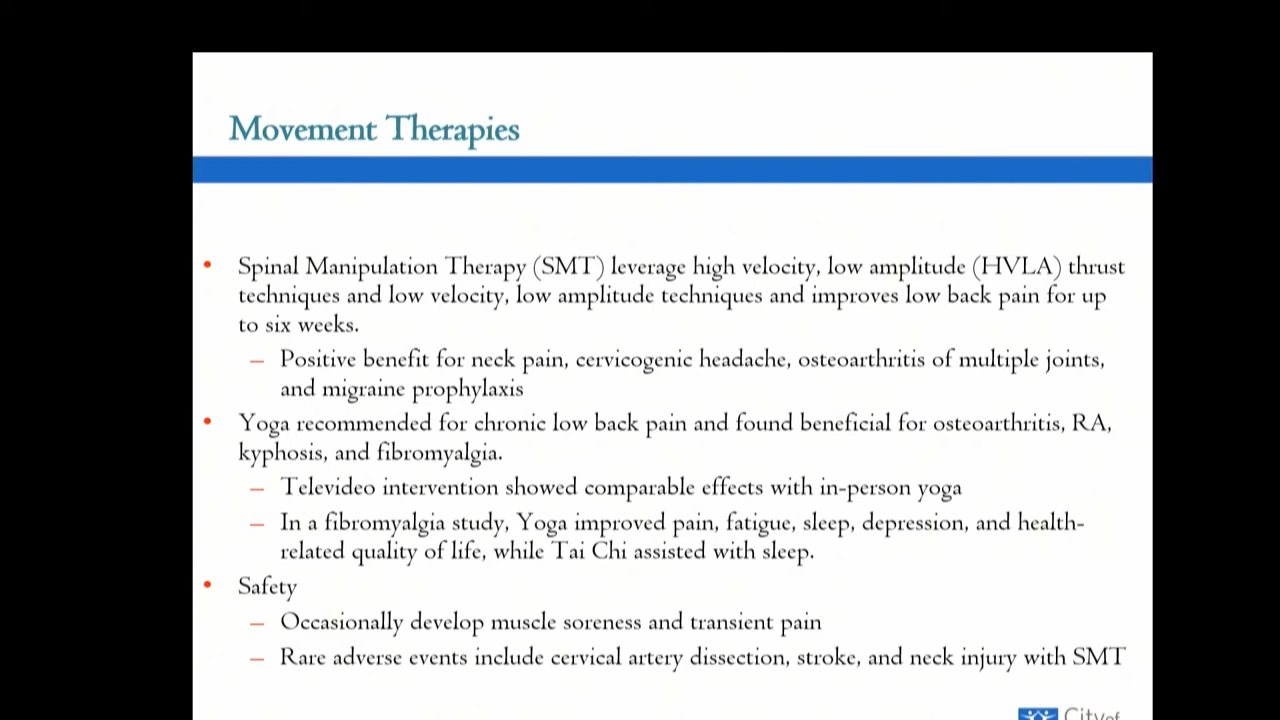 Movement Therapies
• Spinal Manipulation Therapy (SMT) leverage high velocity, low amplitude (HVLA) thrust
techniques and low velocity, low amplitude techniques and improves low back pain for up
to six weeks.
– Positive benefit for neck pain, cervicogenic headache, osteoarthritis of multiple joints,
and migraine prophylaxis
• Yoga recommended for chronic low back pain and found beneficial for osteoarthritis, RA,
kyphosis, and fibromyalgia.
– Televideo intervention showed comparable effects with in-person yoga
– In a fibromyalgia study, Yoga improved pain, fatigue, sleep, depression, and health-
related quality of life, while Tai Chi assisted with sleep.
• Safety
– Occasionally develop muscle soreness and transient pain
– Rare adverse events include cervical artery dissection, stroke, and neck injury with SMT
City of